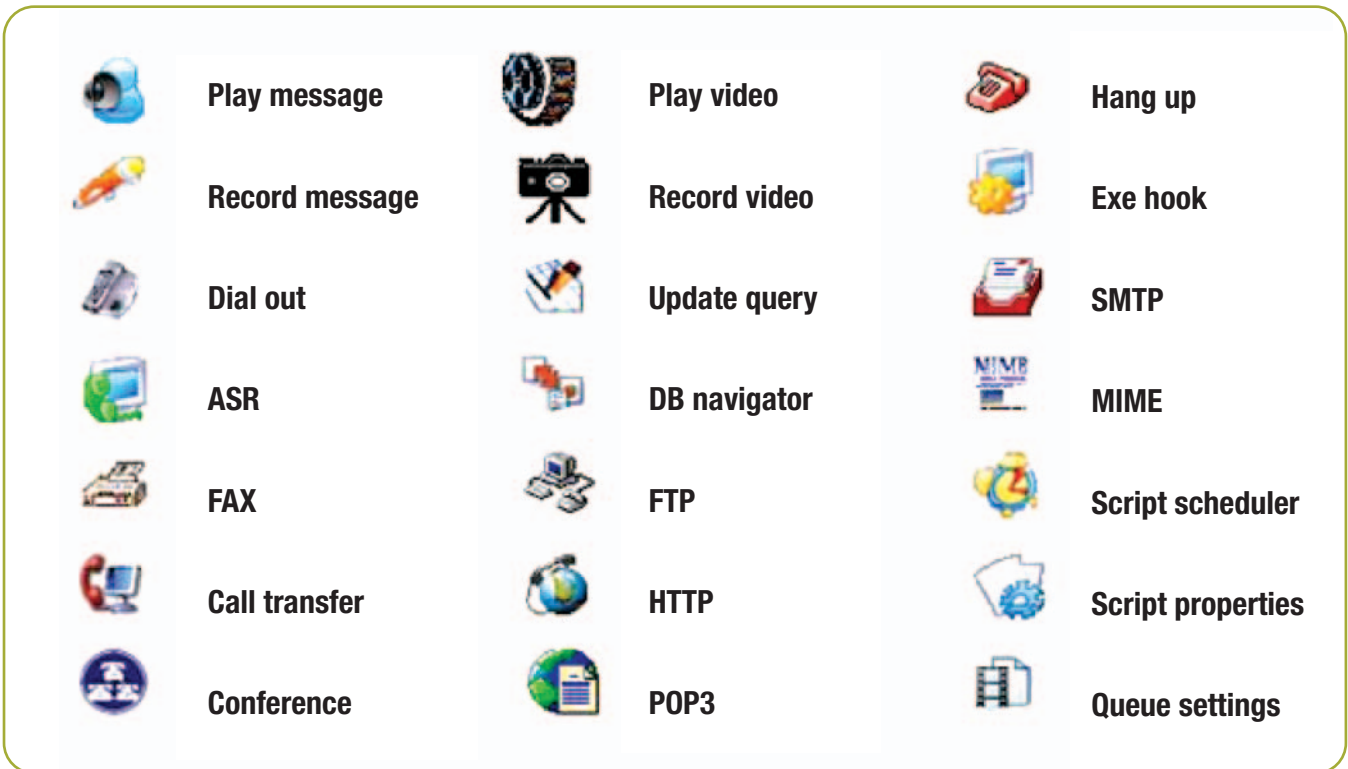 Play message
Play video
Hang up
Record message
Record video
Exe hook
Dial out
Update query
SMTP
ASR
DB navigator
MIME
MIME
FAX
FTP
Script scheduler
Call transfer
HTTP
Script properties
Conference
POP3
Queue settings